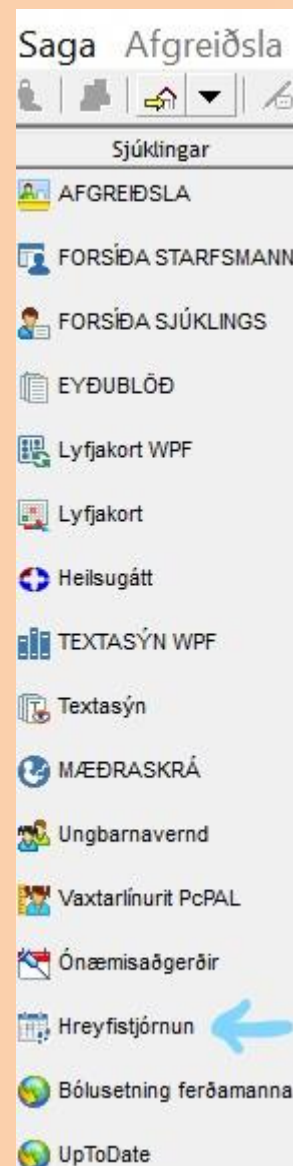 Saga Afgreiðsla
Sjúklingar
AFGREIÐSLA
FORSÍÐA STARFSMANN
FORSÍÐA SJÚKLINGS
EYÐUBLÖÐ
Lyfjakort WPF
Lyfjakort
Heilsugátt
TEXTASÝN WPF
Textasýn
MÆÐRASKRÁ
Ungbarnavernd
Vaxtarlínurit PcPAL
Ónæmisaðgerðir
Hreyfistjórnun
Bólusetning ferðamanna
UpToDate